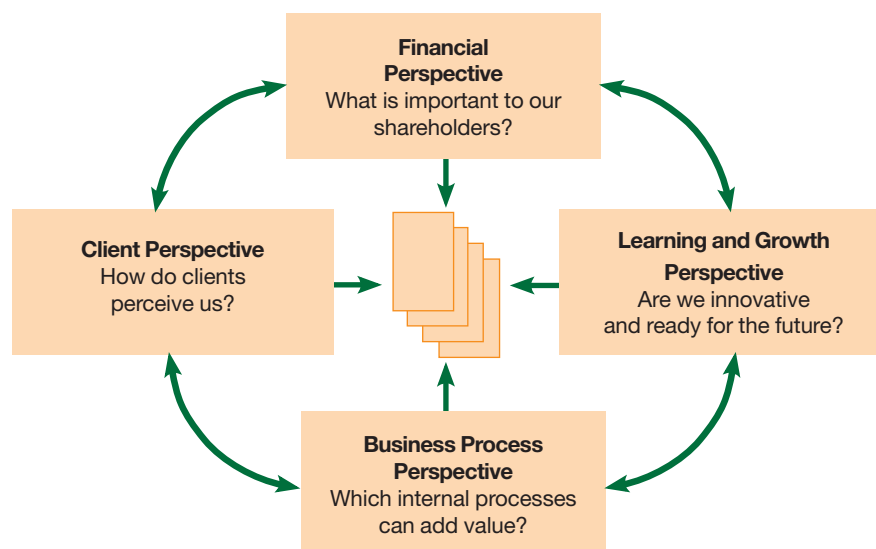 Financial
Perspective
What is important to our
shareholders?
Client Perspective
How do clients
perceive us?
Learning and Growth
Perspective
Are we innovative
and ready for the future?
Business Process
Perspective
Which internal processes
can add value?